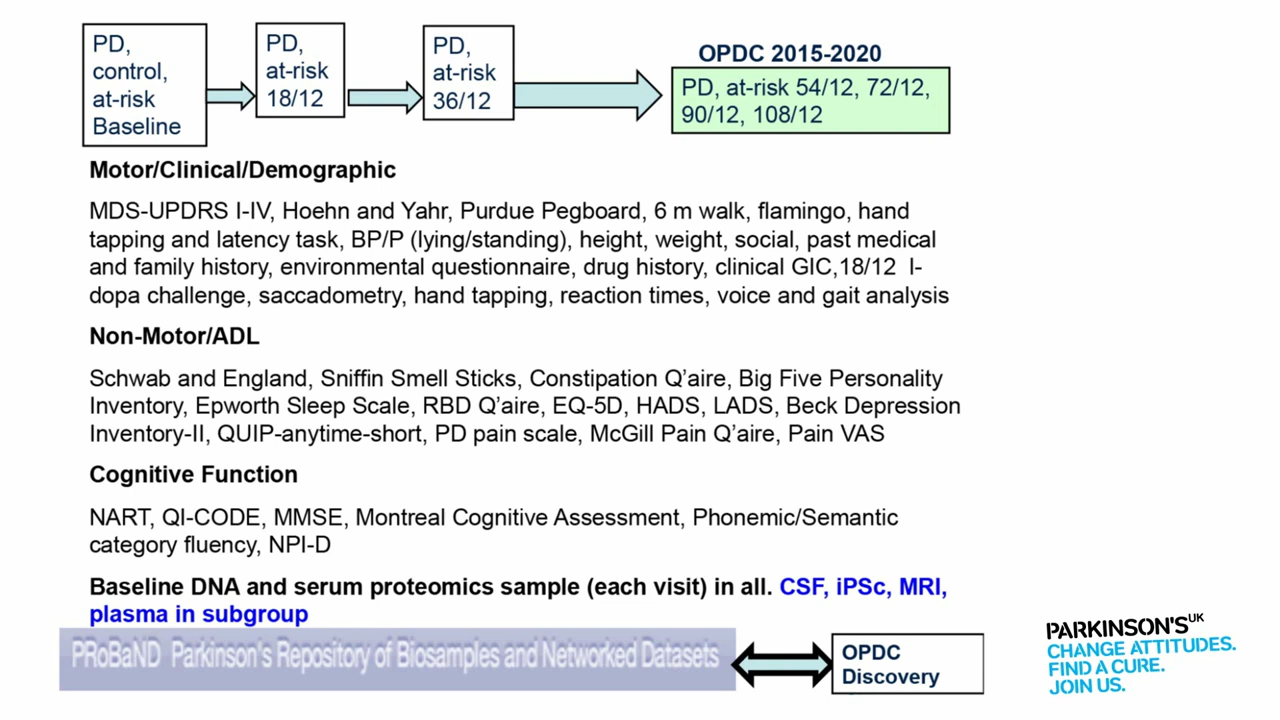 PD,
control,
at-risk
Baseline
PD,
at-risk
18/12
PD,
at-risk
36/12
OPDC 2015-2020
PD, at-risk 54/12, 72/12,
90/12, 108/12
Motor/Clinical/Demographic
MDS-UPDRS I-IV, Hoehn and Yahr, Purdue Pegboard, 6 m walk, flamingo, hand
tapping and latency task, BP/P (lying/standing), height, weight, social, past medical
and family history, environmental questionnaire, drug history, clinical GIC,18/12 l-
dopa challenge, saccadometry, hand tapping, reaction times, voice and gait analysis
Non-Motor/ADL
Schwab and England, Sniffin Smell Sticks, Constipation Q’aire, Big Five Personality
Inventory, Epworth Sleep Scale, RBD Q’aire, EQ-5D, HADS, LADS, Beck Depression
Inventory-II, QUIP-anytime-short, PD pain scale, McGill Pain Q’aire, Pain VAS
Cognitive Function
NART, QI-CODE, MMSE, Montreal Cognitive Assessment, Phonemic/Semantic
category fluency, NPI-D
Baseline DNA and serum proteomics sample (each visit) in all. CSF, iPSc, MRI,
plasma in subgroup
PRoBaND Parkinson's Repository of Biosamples and Networked Datasets
OPDC
Discovery
PARKINSON'S UK
CHANGE ATTITUDES.
FIND A CURE.
JOIN US.